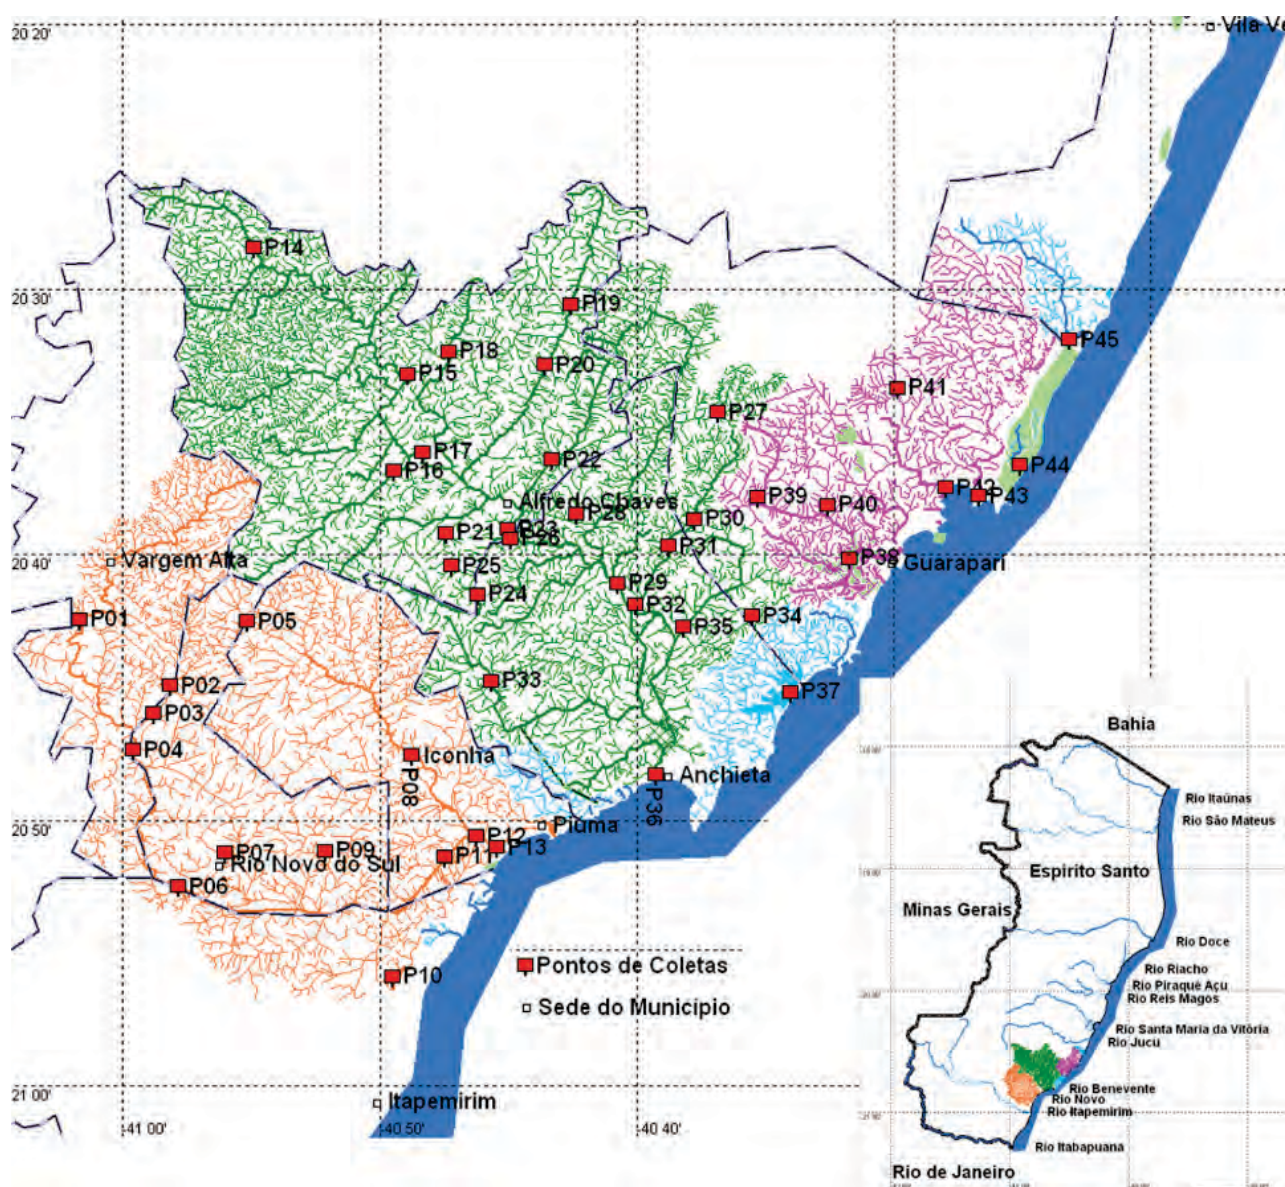 20 20'
Vila Ve
P14
20 30'
P19
P45
P18
P20
P15
P41
P27
P17
P22
P16
P44
P42
P43
P39
Alfredo Chaves
P40
P28
P30
P23
P21
P26
P31
20 40'
Vargem Alta
P38
Guarapari
P25
P29
P24
P32
P01
P05
P34
P35
P33
P02
P37
P03
P04
Iconha
P08
Anchieta
P36
20 50'
Piúma
P12
P13
P07
P09
P11
Rio Novo do Sul
P06
P10
Pontos de Coletas
Sede do Município
21 00'
Itapemirim
41 00'
40 50'
40 40'
Bahia
Rio Itaúnas
Rio São Mateus
Espirito Santo
Minas Gerais
Rio Doce
Rio Riacho
Rio Piraquê Açu
Rio Reis Magos
Rio Santa Maria da Vitória
Rio Jucu
Rio Benevente
Rio Novo
Rio Itapemirim
Rio Itabapuana
Rio de Janeiro